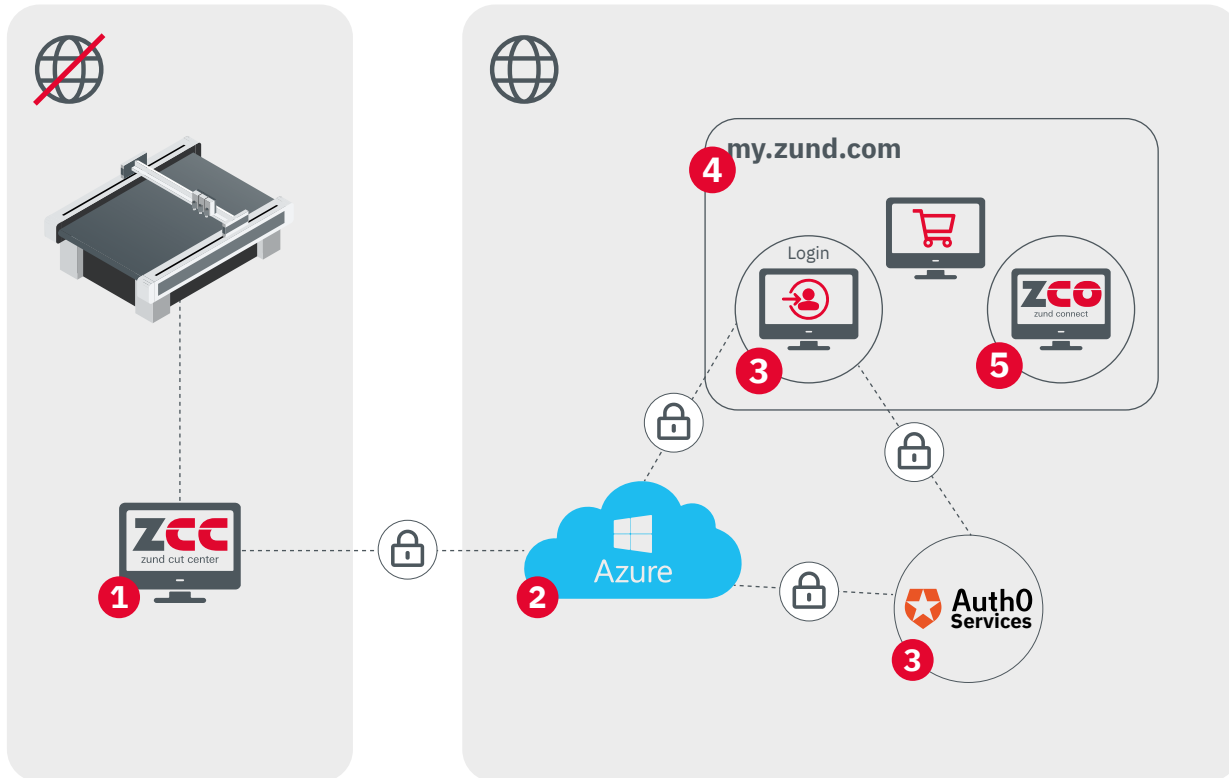 4
my.zund.com
Login
3
ZCO
zund connect
5
ZCC
zund cut center
1
Azure
2
Auth0
Services
3